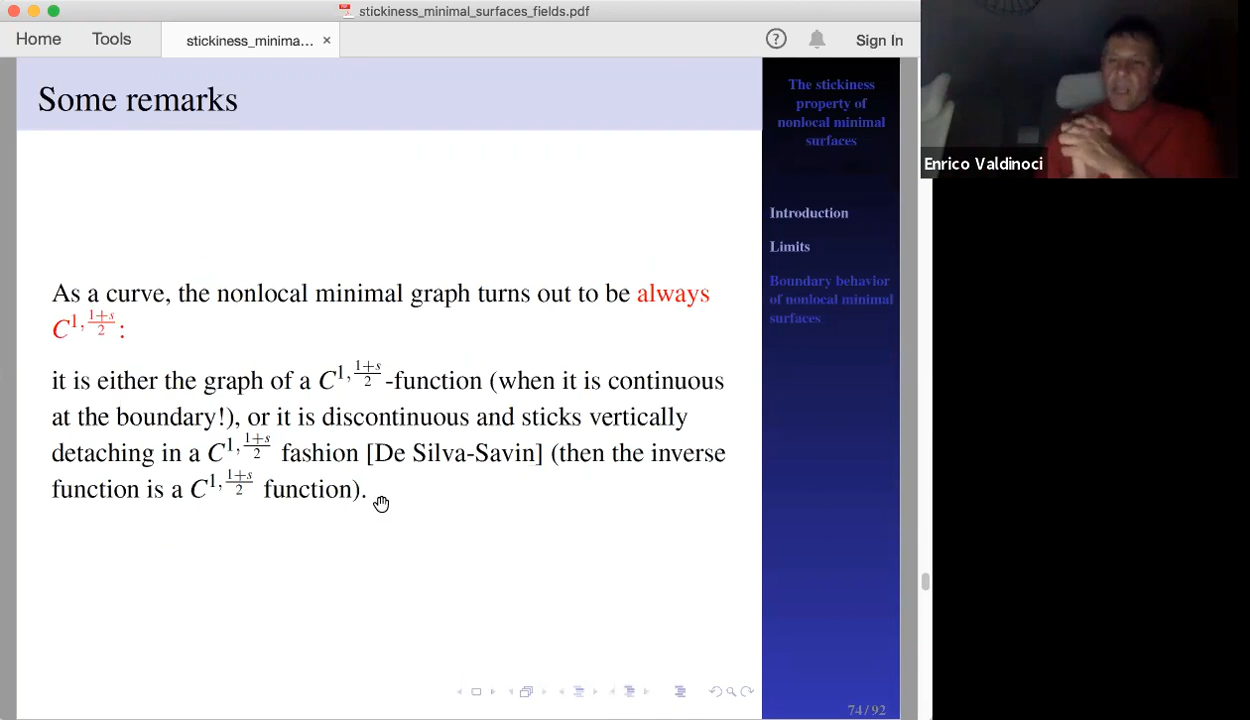 stickiness_minimal_surfaces_fields.pdf
Home
Tools
stickiness_minima... ×
?
Sign In
Some remarks
As a curve, the nonlocal minimal graph turns out to be always
C^{1,\frac{1+s}{2}}:
it is either the graph of a C^{1,\frac{1+s}{2}}-function (when it is continuous
at the boundary!), or it is discontinuous and sticks vertically
detaching in a C^{1,\frac{1+s}{2}} fashion [De Silva-Savin] (then the inverse
function is a C^{1,\frac{1+s}{2}} function).
The stickiness
property of
nonlocal minimal
surfaces
Introduction
Limits
Boundary behavior
of nonlocal minimal
surfaces
74 / 92
Enrico Valdinoci